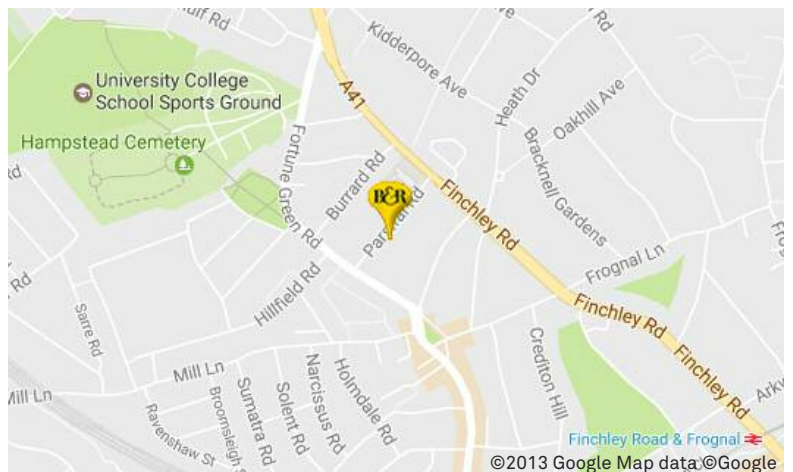 Kidderpore Ave
University College
School Sports Ground
A41
Heath Dr
Oakhill Ave
Hampstead Cemetery
Fortune Green Rd
Burrard Rd
Bracknell Gardens
B&R
Finchley Rd
Hillfield Rd
Frognal Ln
Rd
Sarre Rd
Finchley Rd
Mill Ln
Crediton Hill
Finchley Rd
Mill Ln
Holmdale Rd
Narcissus Rd
Solent Rd
Sumatra Rd
Broomsleigh S
Ravenshaw St
Finchley Road & Frognal
©2013 Google Map data ©Google